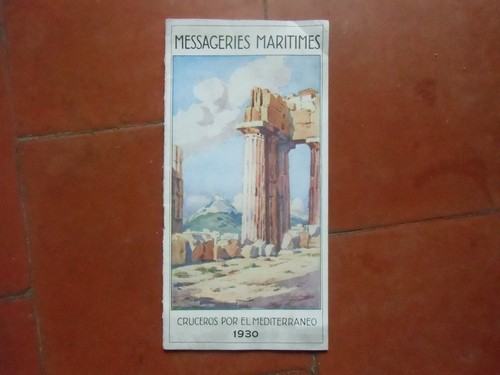 MESSAGERIES MARITIMES
CRUCEROS POR EL MEDITERRANEO
1930